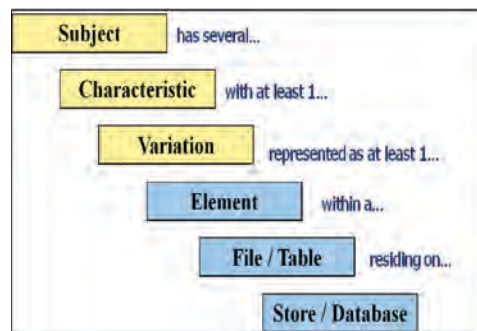 Subject has several...
Characteristic with at least 1...
Variation represented as at least 1...
Element within a...
File / Table residing on...
Store / Database